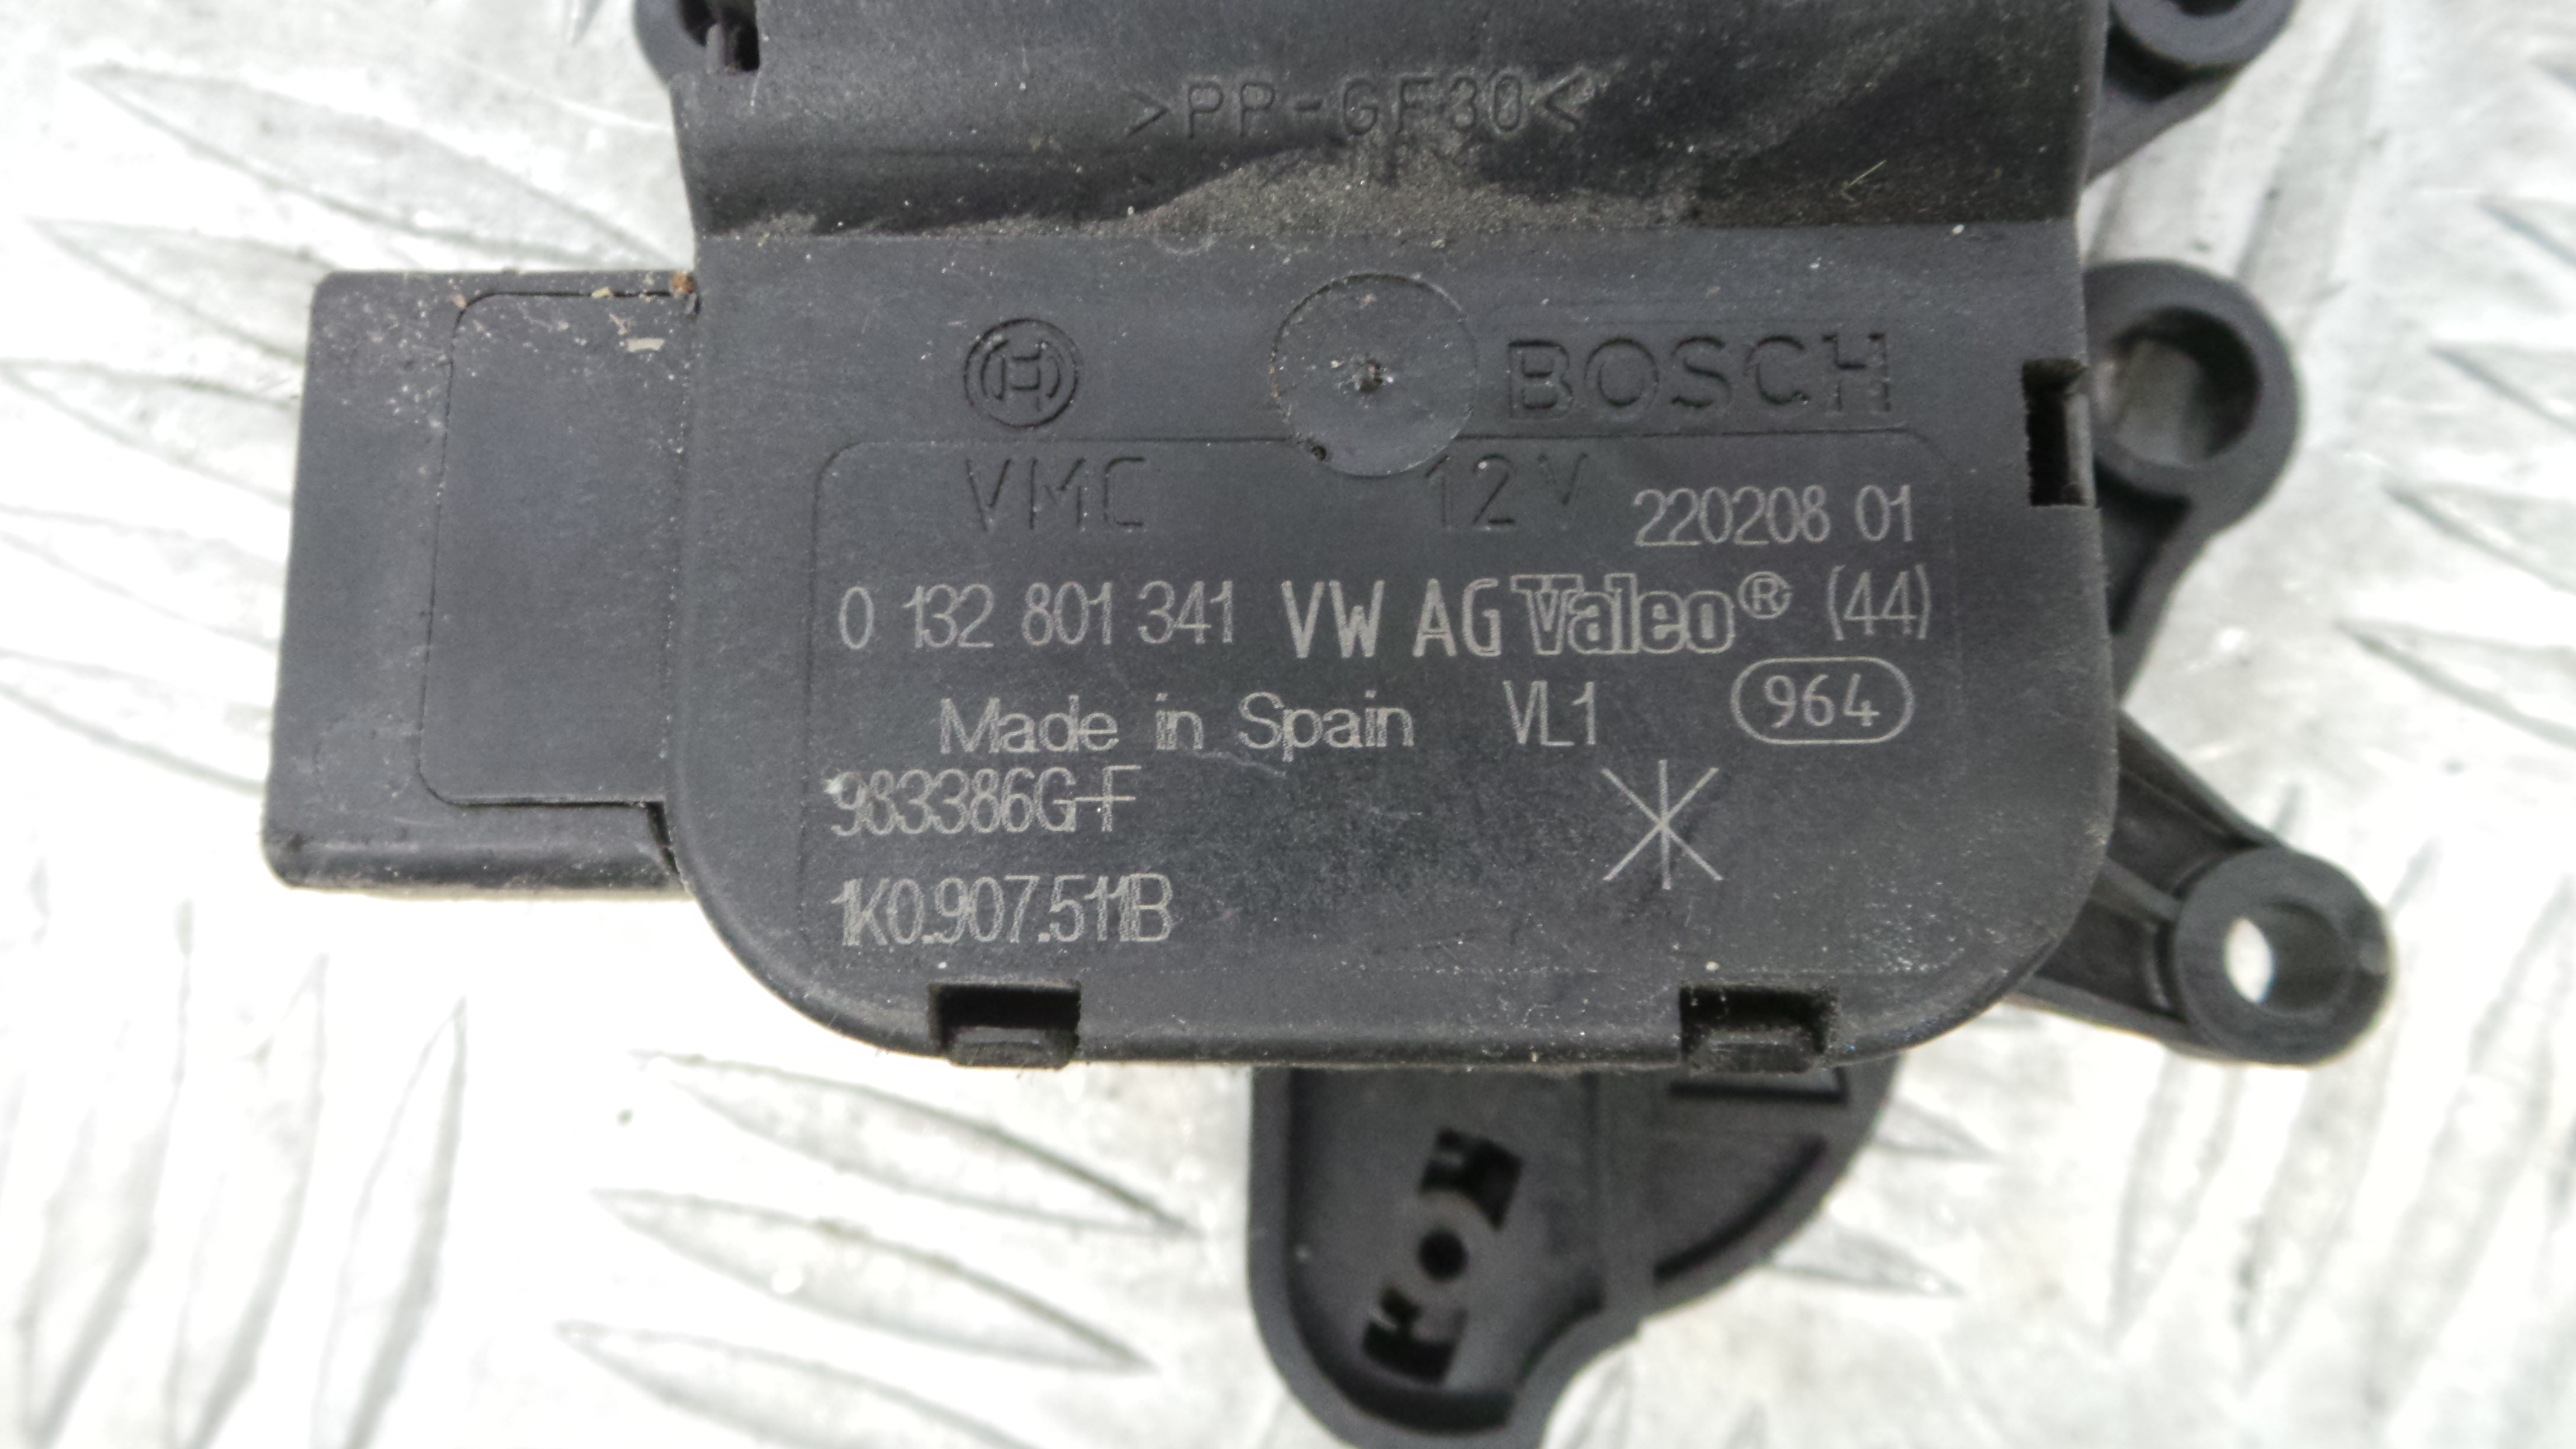 >PP-GF30<
BOSCH
VMC 12V
220208 01
0 132 801 341 VW AG Valeo® (44)
Made in Spain VL1 964
983386G-F
1K0.907.511B